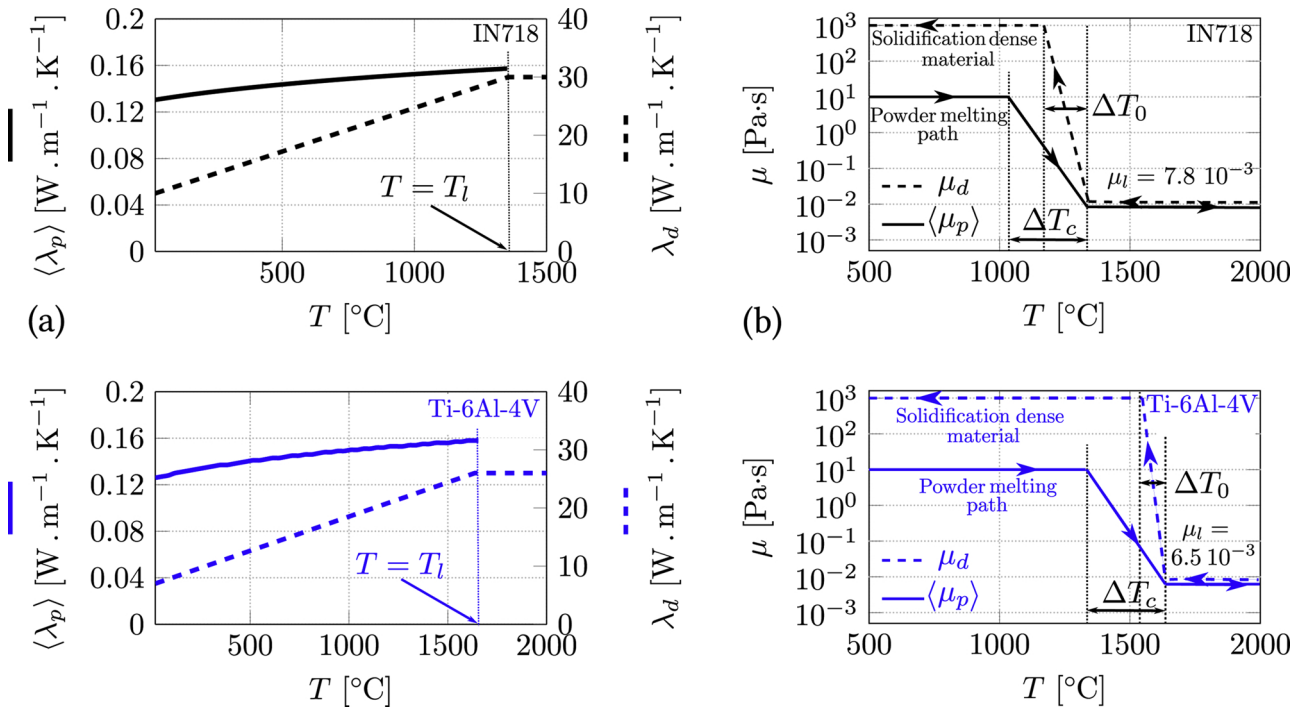 0.2
0.16
0.12
0.08
0.04
⟨λp⟩ [W . m⁻¹ . K⁻¹]
40
30
20
10
0
λd [W . m⁻¹ . K⁻¹]
IN718
T = Tl
500
1000
1500
T [°C]
(a)
10³
10²
10¹
10⁰
10⁻¹
10⁻²
10⁻³
μ [Pa·s]
IN718
Solidification dense
material
Powder melting
path
ΔT₀
μl = 7.8 10⁻³
μd
⟨μp⟩
ΔTc
500
1000
1500
2000
T [°C]
(b)
0.2
0.16
0.12
0.08
0.04
⟨λp⟩ [W . m⁻¹ . K⁻¹]
40
30
20
10
0
λd [W . m⁻¹ . K⁻¹]
Ti-6Al-4V
T = Tl
500
1000
1500
2000
T [°C]
10³
10²
10¹
10⁰
10⁻¹
10⁻²
10⁻³
μ [Pa·s]
Ti-6Al-4V
Solidification dense
material
Powder melting
path
ΔT₀
μl =
6.5 10⁻³
μd
⟨μp⟩
ΔTc
500
1000
1500
2000
T [°C]